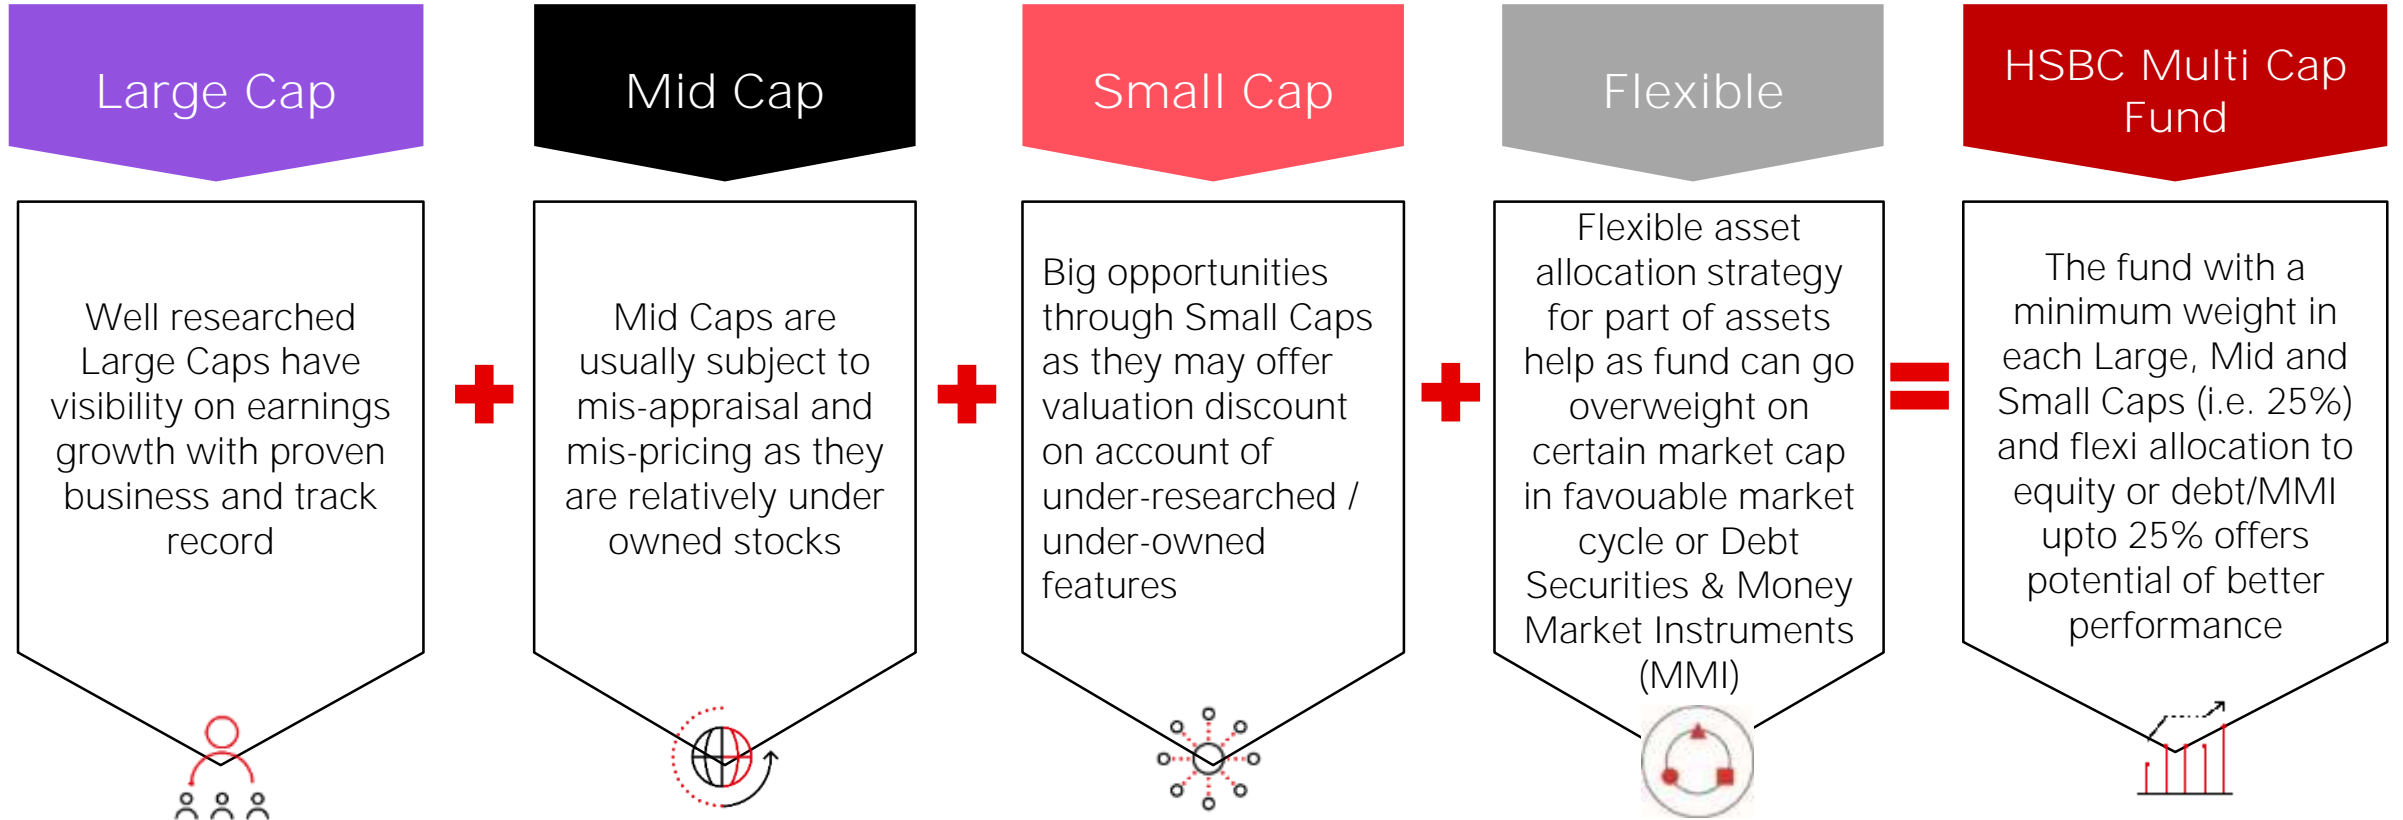 Large Cap
Mid Cap
Small Cap
Flexible
HSBC Multi Cap
Fund
Well researched
Large Caps have
visibility on earnings
growth with proven
business and track
record
Mid Caps are
usually subject to
mis-appraisal and
mis-pricing as they
are relatively under
owned stocks
Big opportunities
through Small Caps
as they may offer
valuation discount
on account of
under-researched /
under-owned
features
Flexible asset
allocation strategy
for part of assets
help as fund can go
overweight on
certain market cap
in favouable market
cycle or Debt
Securities & Money
Market Instruments
(MMI)
The fund with a
minimum weight in
each Large, Mid and
Small Caps (i.e. 25%)
and flexi allocation to
equity or debt/MMI
upto 25% offers
potential of better
performance